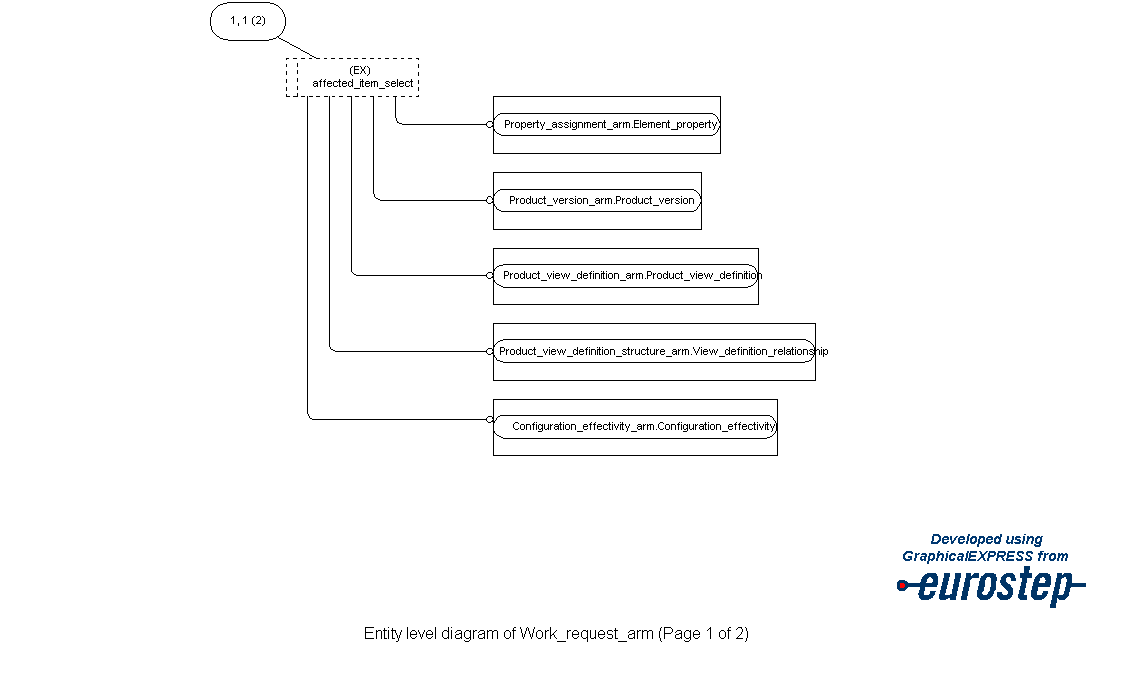 1, 1 (2)
(EX)
affected_item_select
Property_assignment_arm.Element_property
Product_version_arm.Product_version
Product_view_definition_arm.Product_view_definition
Product_view_definition_structure_arm.View_definition_relationship
Configuration_effectivity_arm.Configuration_effectivity
Developed using
GraphicalEXPRESS from
eurostep
Entity level diagram of Work_request_arm (Page 1 of 2)